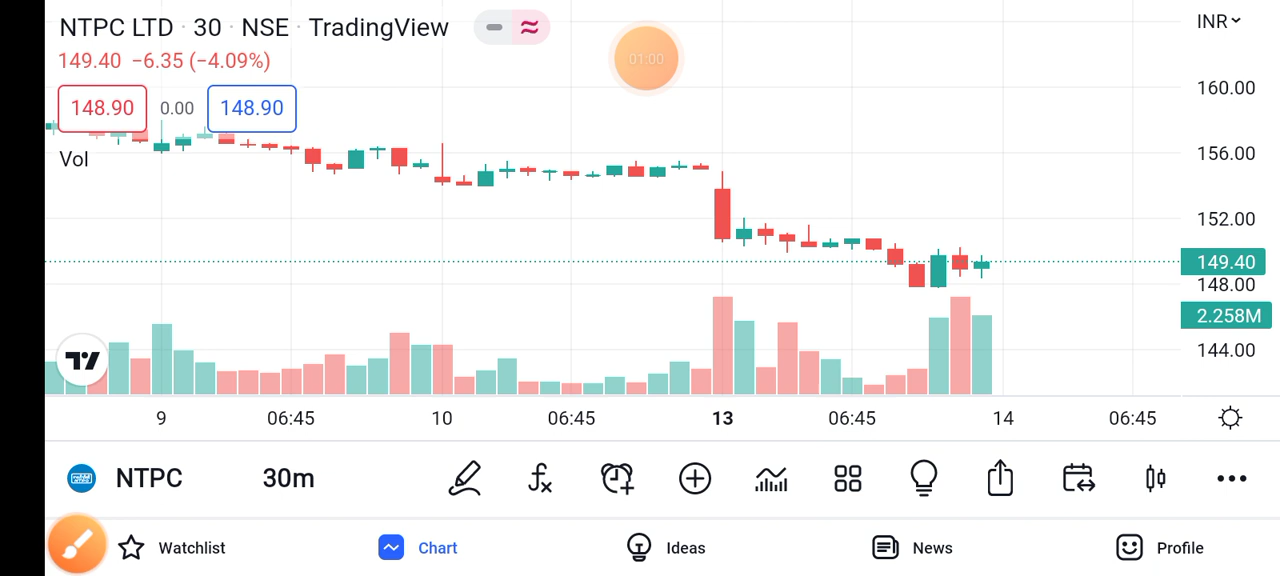 NTPC LTD · 30 · NSE · TradingView
INR
01:00
149.40 −6.35 (−4.09%)
160.00
148.90 0.00 148.90
Vol
156.00
152.00
149.40
148.00
2.258M
144.00
9 06:45 10 06:45 13 06:45 14 06:45
NTPC 30m
Watchlist Chart Ideas News Profile